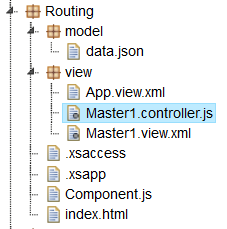 Routing
model
data.json
view
App.view.xml
Master1.controller.js
Master1.view.xml
.xsaccess
.xsapp
Component.js
index.html